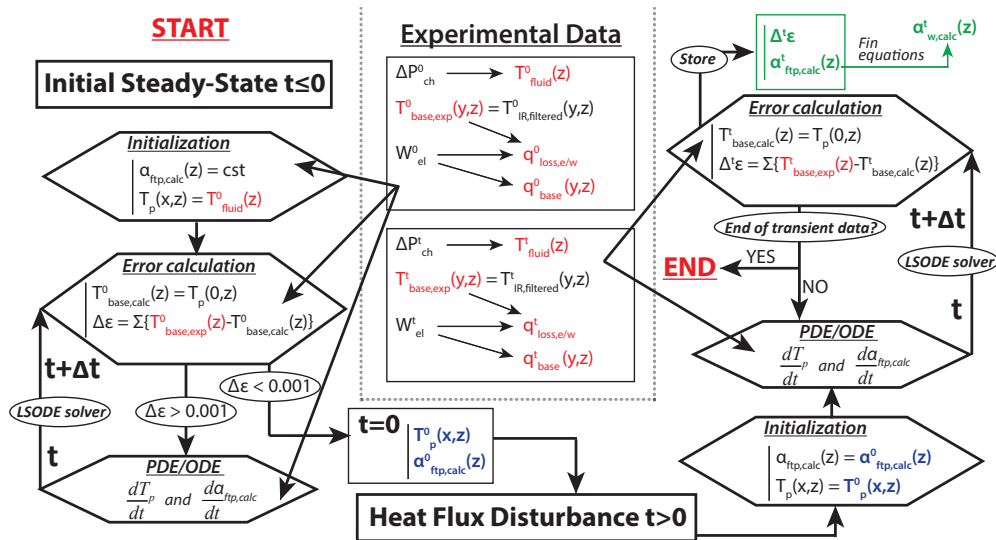 START
Initial Steady-State t≤0
Initialization
α_ftp,calc(z) = cst
T_p(x,z) = T^0_fluid(z)
Error calculation
T^0_base,calc(z) = T_p(0,z)
Δε = Σ{T^0_base,exp(z)-T^0_base,calc(z)}
t+Δt
LSODE solver
t
Δε > 0.001
Δε < 0.001
PDE/ODE
dT_p/dt and dα_ftp,calc/dt
Experimental Data
ΔP^0_ch
T^0_fluid(z)
T^0_base,exp(y,z) = T^0_IR,filtered(y,z)
W^0_el
q^0_loss,e/w
q^0_base(y,z)
ΔP^t_ch
T^t_fluid(z)
T^t_base,exp(y,z) = T^t_IR,filtered(y,z)
W^t_el
q^t_loss,e/w
q^t_base(y,z)
t=0
T^0_p(x,z)
α^0_ftp,calc(z)
Heat Flux Disturbance t>0
Store
Δ^tε
α^t_ftp,calc(z)
Fin
equations
α^t_w,calc(z)
Error calculation
T^t_base,calc(z) = T_p(0,z)
Δ^tε = Σ{T^t_base,exp(z)-T^t_base,calc(z)}
End of transient data?
YES
END
NO
t+Δt
LSODE solver
t
PDE/ODE
dT_p/dt and dα_ftp,calc/dt
Initialization
α_ftp,calc(z) = α^0_ftp,calc(z)
T_p(x,z) = T^0_p(x,z)